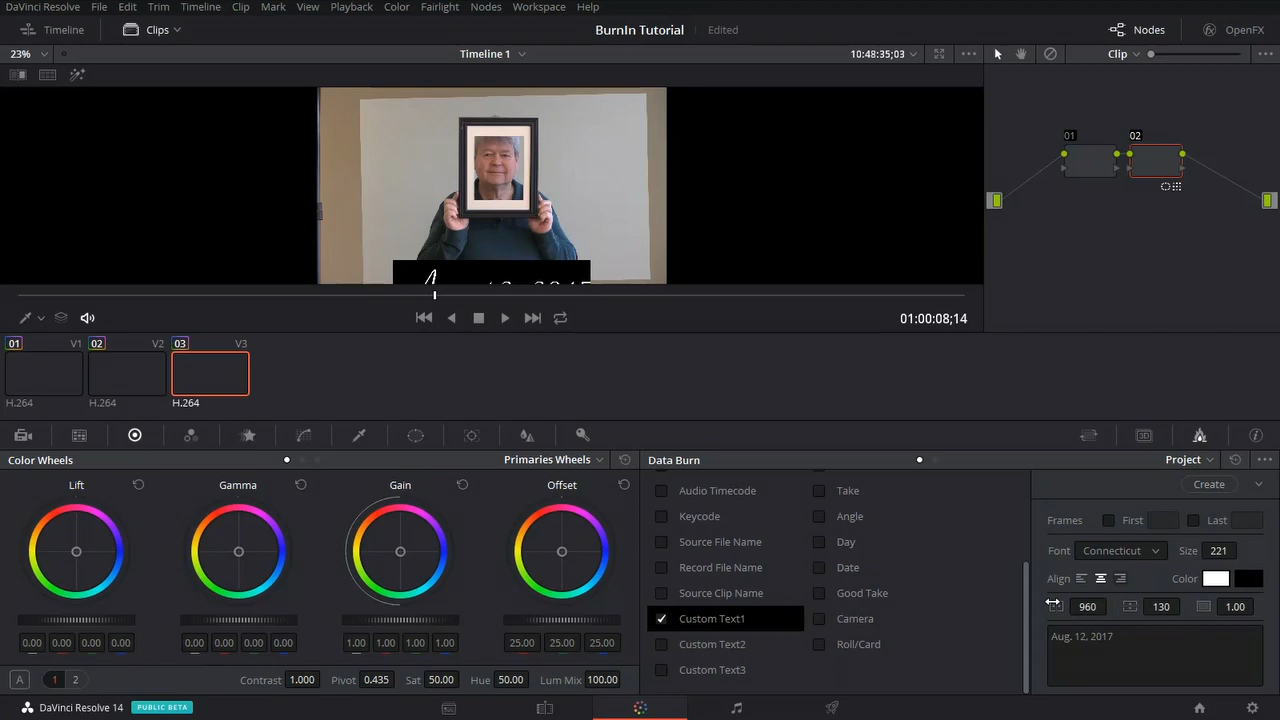 DaVinci Resolve File Edit Trim Timeline Clip Mark View Playback Color Fairlight Nodes Workspace Help
Timeline Clips BurnIn Tutorial Edited Nodes OpenFX
23% Timeline 1 10:48:35;03 Clip
01 02
01:00:08;14
01 V1 02 V2 03 V3
H.264 H.264 H.264
Color Wheels Primaries Wheels Data Burn Project
Lift Gamma Gain Offset
Create
Audio Timecode Take
Keycode Angle
Frames First Last
Source File Name Day
Font Connecticut Size 221
Record File Name Date
Align Color
Source Clip Name Good Take
960 130 1.00
Custom Text1 Camera
Aug. 12, 2017
0.00 0.00 0.00 0.00 0.00 0.00 0.00 0.00 1.00 1.00 1.00 1.00 25.00 25.00 25.00
Custom Text2 Roll/Card
Custom Text3
A 1 2 Contrast 1.000 Pivot 0.435 Sat 50.00 Hue 50.00 Lum Mix 100.00
DaVinci Resolve 14 PUBLIC BETA